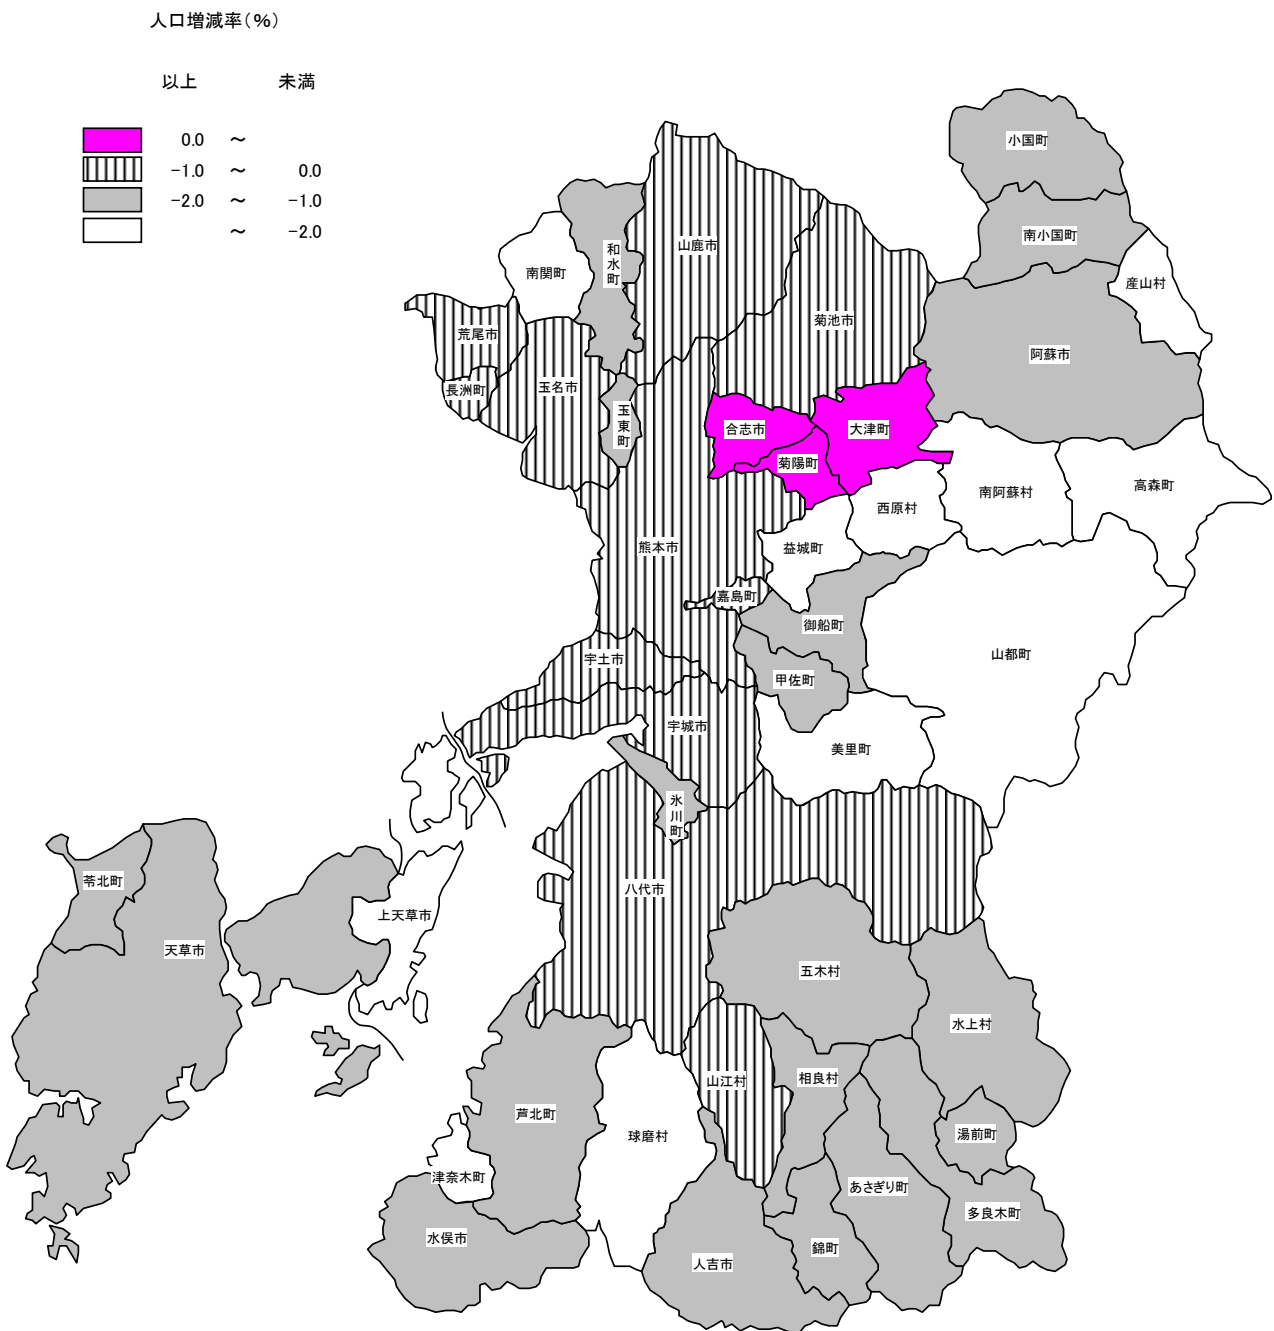 人口増減率(%)
以上 未満
0.0 ～
-1.0 ～ 0.0
-2.0 ～ -1.0
～ -2.0
小国町
南小国町
産山村
和水町
山鹿市
南関町
菊池市
荒尾市
阿蘇市
長洲町
玉名市
玉東町
合志市
大津町
菊陽町
高森町
南阿蘇村
西原村
熊本市
益城町
嘉島町
御船町
山都町
宇土市
甲佐町
宇城市
美里町
氷川町
苓北町
八代市
上天草市
天草市
五木村
水上村
山江村
相良村
芦北町
球磨村
湯前町
津奈木町
あさぎり町
多良木町
水俣市
錦町
人吉市